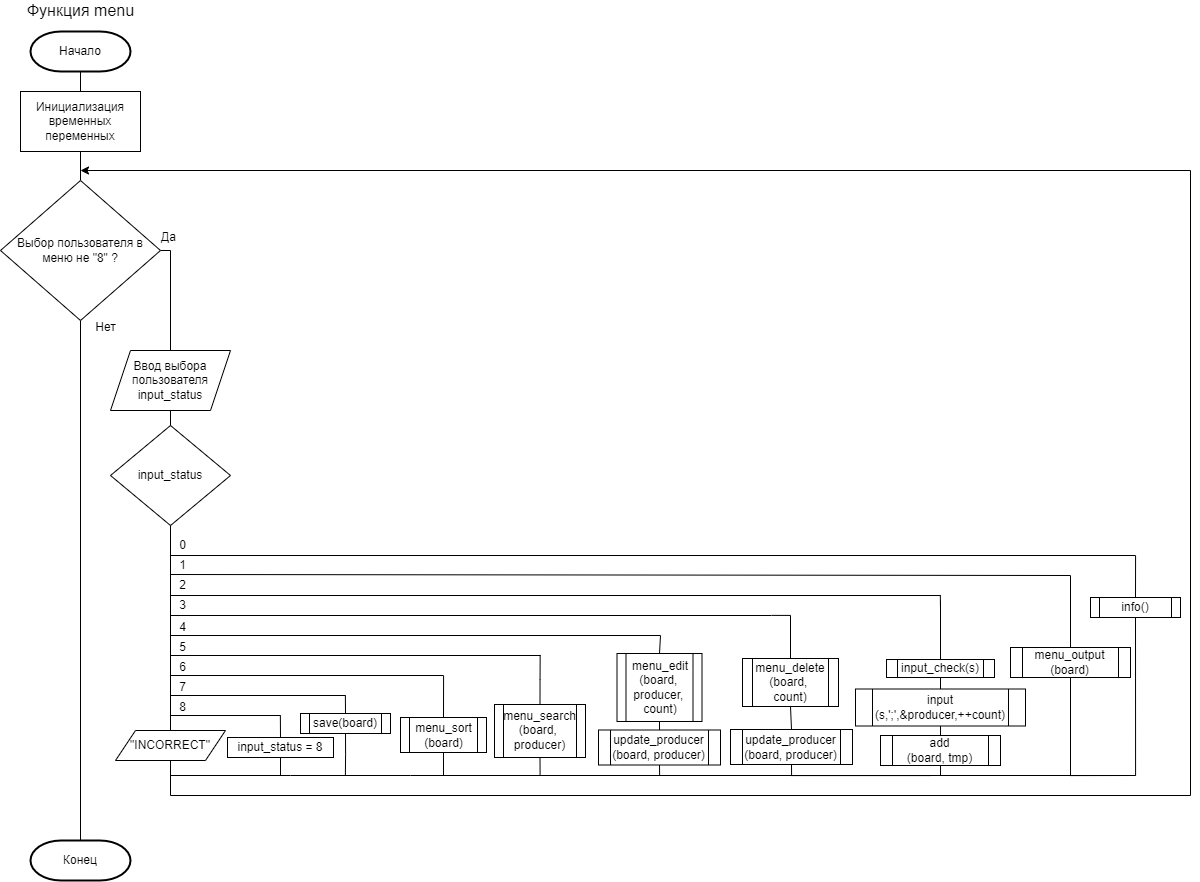 Функция menu
Начало
Инициализация
временных
переменных
Выбор пользователя в
меню не "8" ?
Да
Нет
Ввод выбора
пользователя
input_status
input_status
0
1
2
3
4
5
6
7
8
"INCORRECT"
input_status = 8
save(board)
menu_sort
(board)
menu_search
(board,
producer)
menu_edit
(board,
producer,
count)
update_producer
(board, producer)
menu_delete
(board,
count)
update_producer
(board, producer)
input_check(s)
input
(s,';',&producer,++count)
add
(board, tmp)
menu_output
(board)
info()
Конец